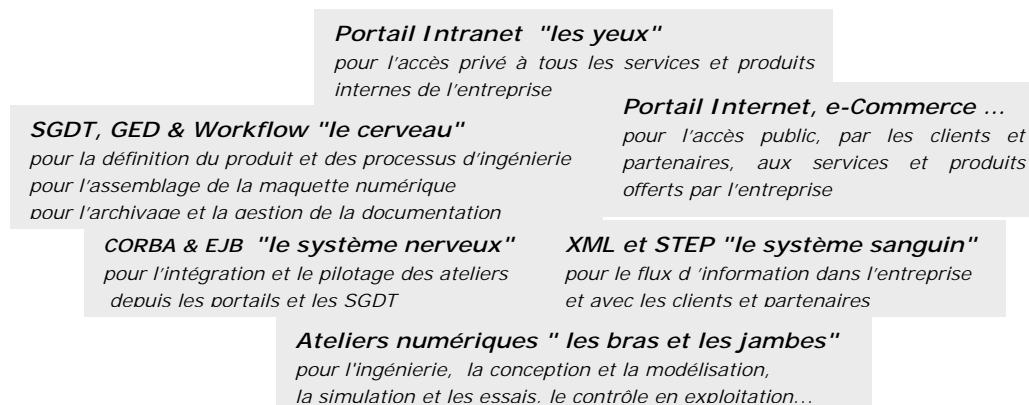 Portail Intranet "les yeux"
pour l'accès privé à tous les services et produits
internes de l'entreprise
Portail Internet, e-Commerce ...
pour l'accès public, par les clients et
partenaires, aux services et produits
offerts par l'entreprise
SGDT, GED & Workflow "le cerveau"
pour la définition du produit et des processus d'ingénierie
pour l'assemblage de la maquette numérique
pour l'archivage et la gestion de la documentation
CORBA & EJB "le système nerveux"
pour l'intégration et le pilotage des ateliers
depuis les portails et les SGDT
XML et STEP "le système sanguin"
pour le flux d 'information dans l'entreprise
et avec les clients et partenaires
Ateliers numériques " les bras et les jambes"
pour l'ingénierie, la conception et la modélisation,
la simulation et les essais, le contrôle en exploitation...